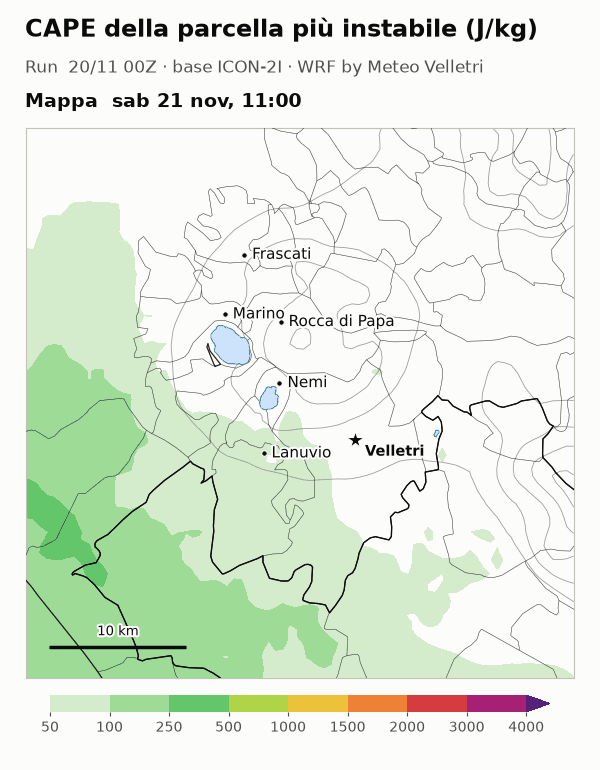 CAPE della parcella più instabile (J/kg)
Run  20/11 00Z · base ICON-2I · WRF by Meteo Velletri
Mappa  sab 21 nov, 11:00
Frascati
Marino
Rocca di Papa
Nemi
Velletri
Lanuvio
10 km
50 100 250 500 1000 1500 2000 3000 4000